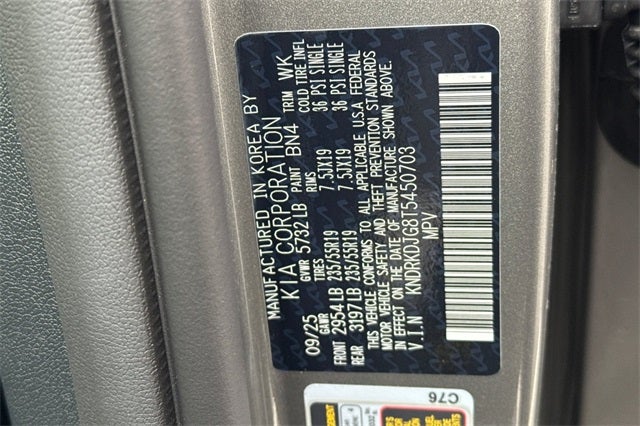 MANUFACTURED IN KOREA BY
KIA CORPORATION
09/25 GVWR 5732 LB PAINT BN4 TRIM WK
GAWR TIRES RIMS COLD TIRE INFL
FRONT 2954 LB 235/55R19 7.5JX19 36 PSI SINGLE
REAR 3197 LB 235/55R19 7.5JX19 36 PSI SINGLE
THIS VEHICLE CONFORMS TO ALL APPLICABLE U.S.A FEDERAL
MOTOR VEHICLE SAFETY AND THEFT PREVENTION STANDARDS
IN EFFECT ON THE DATE OF MANUFACTURE SHOWN ABOVE.
V.I.N KNDRKDJG8T5450703
MPV
C76